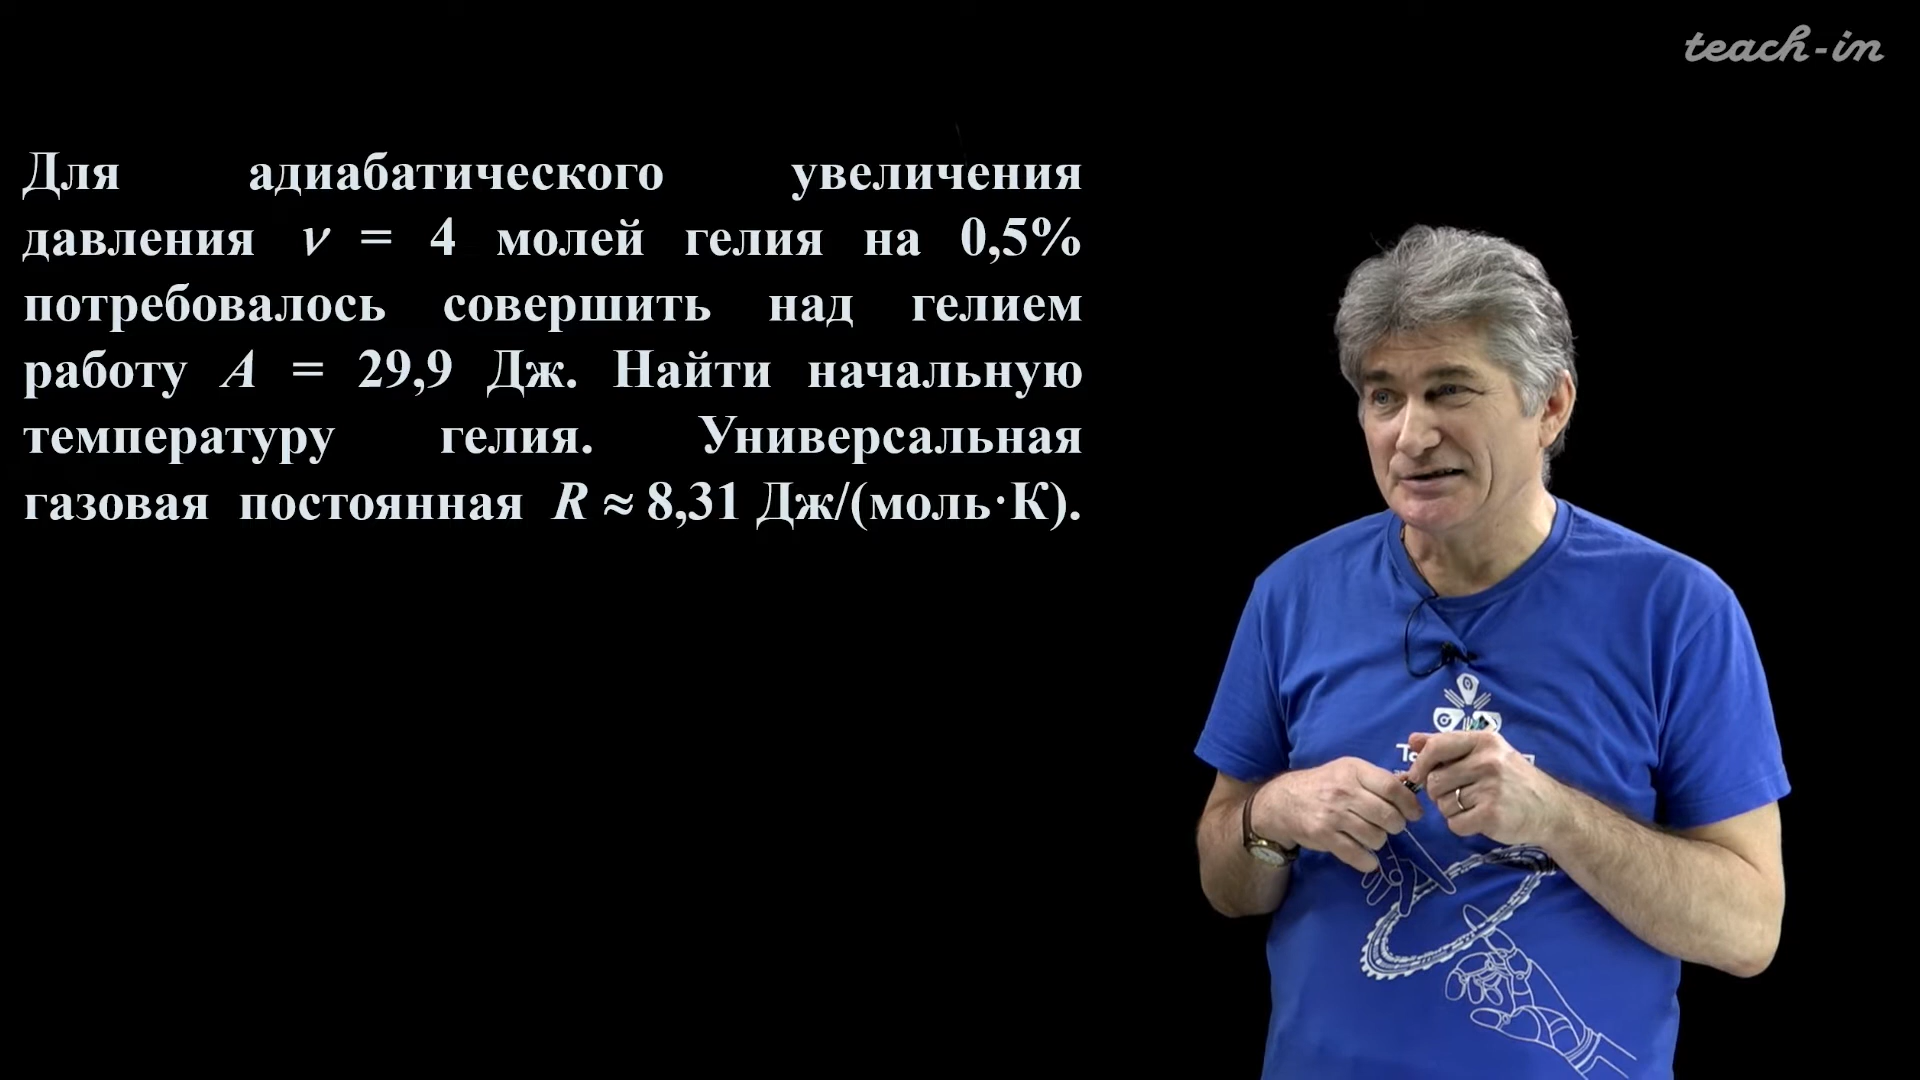 teach-in
Для адиабатического увеличения
давления ν = 4 молей гелия на 0,5%
потребовалось совершить над гелием
работу A = 29,9 Дж. Найти начальную
температуру гелия. Универсальная
газовая постоянная R ≈ 8,31 Дж/(моль·К).